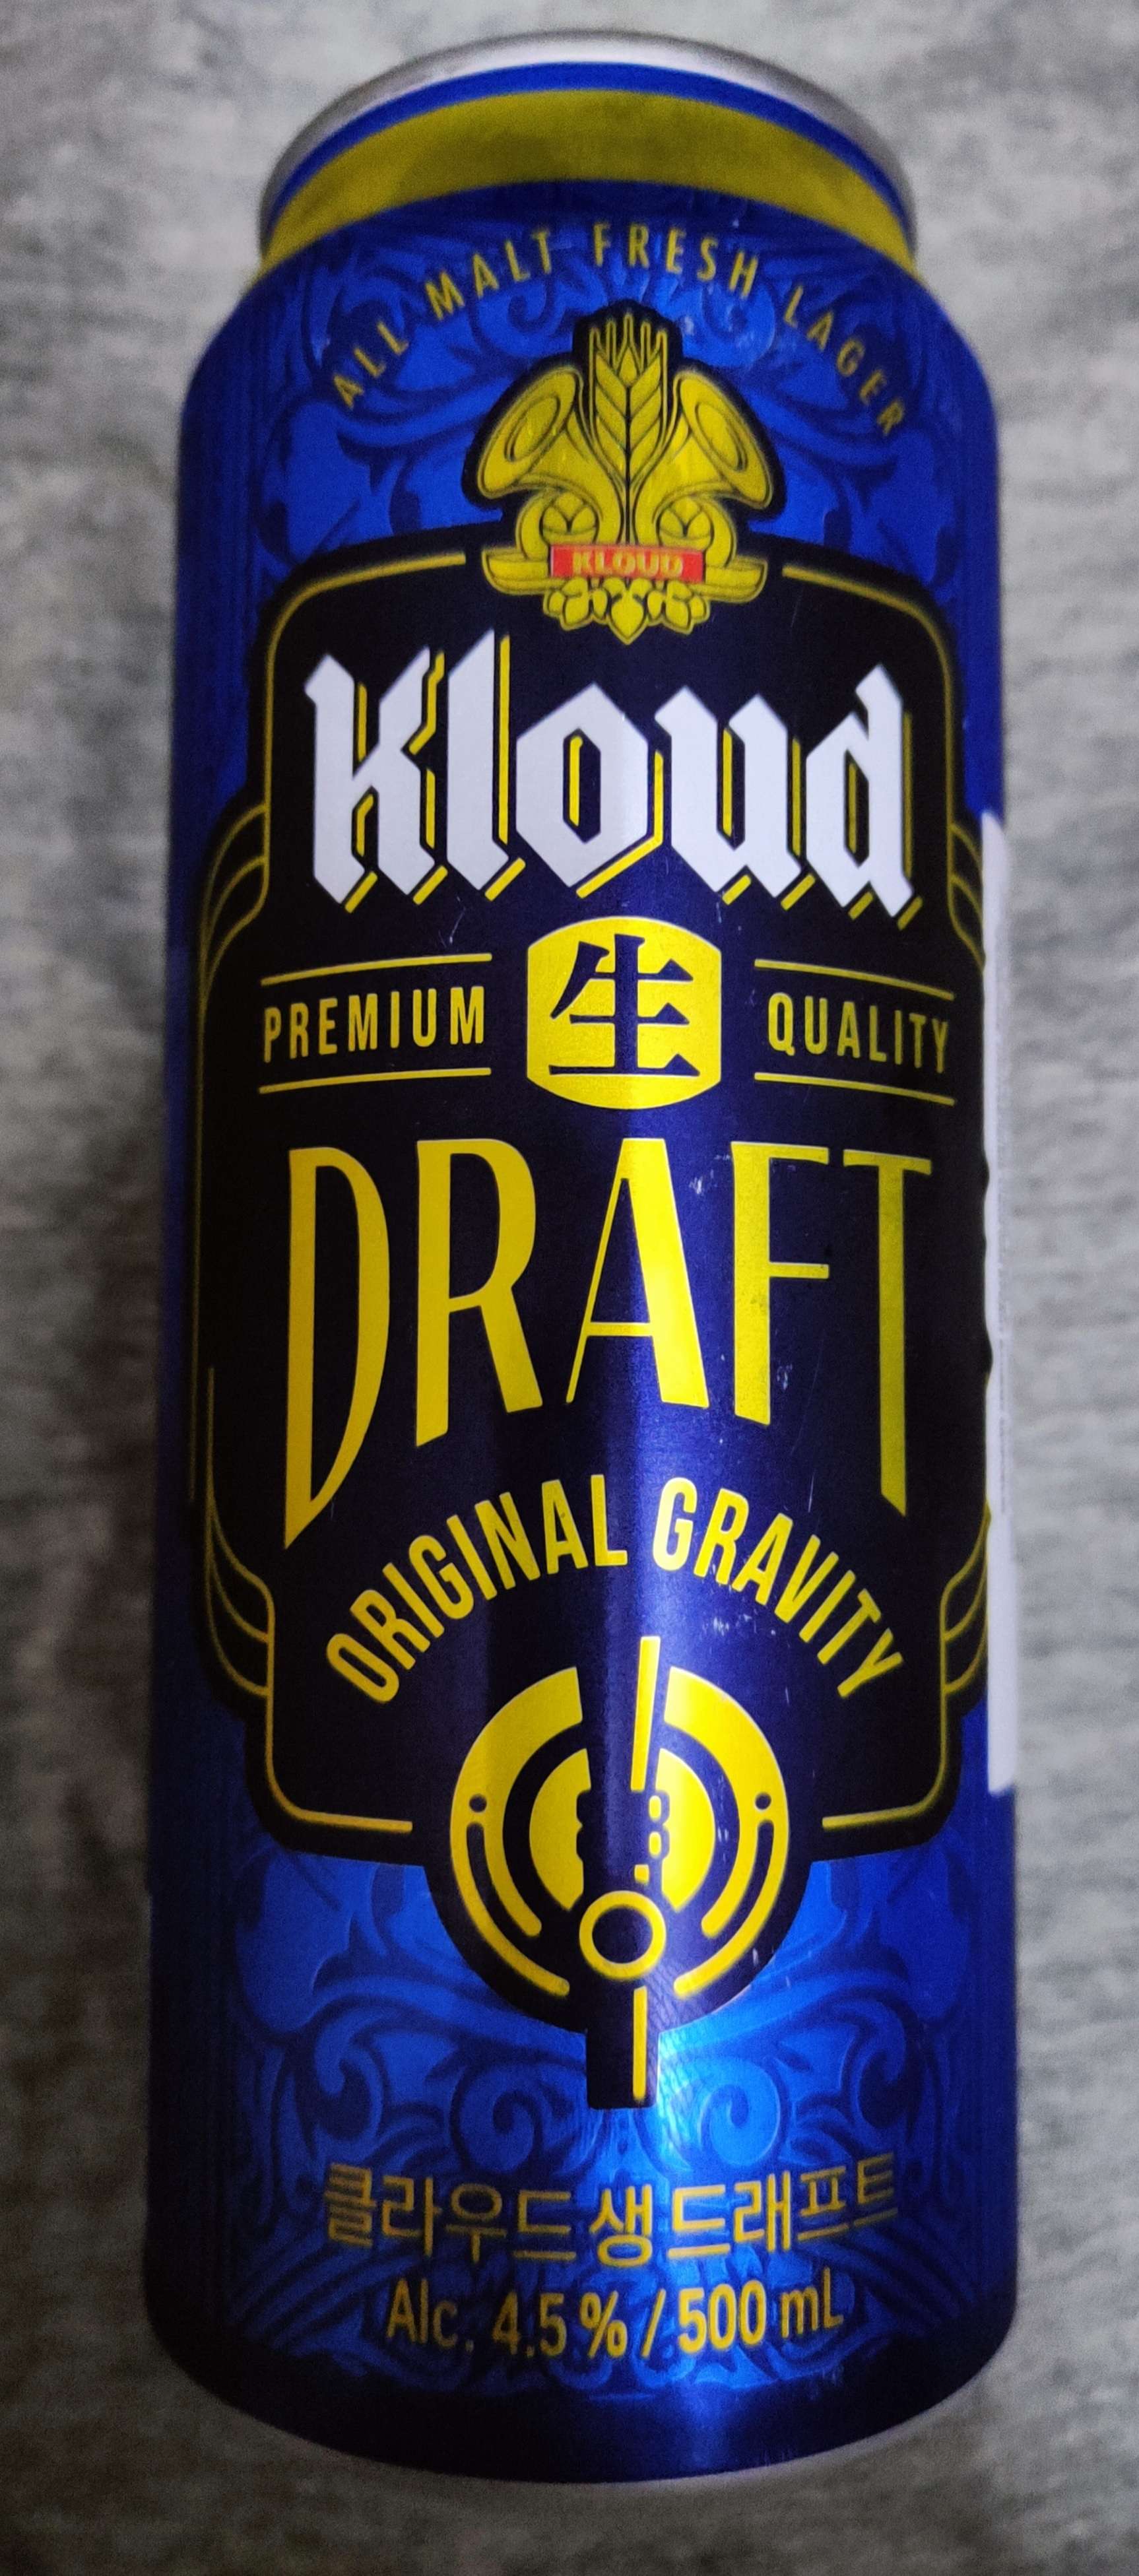 ALL MALT FRESH LAGER
KLOUD
Kloud
PREMIUM 生 QUALITY
DRAFT
ORIGINAL GRAVITY
클라우드 생 드래프트
Alc. 4.5 % / 500 mL